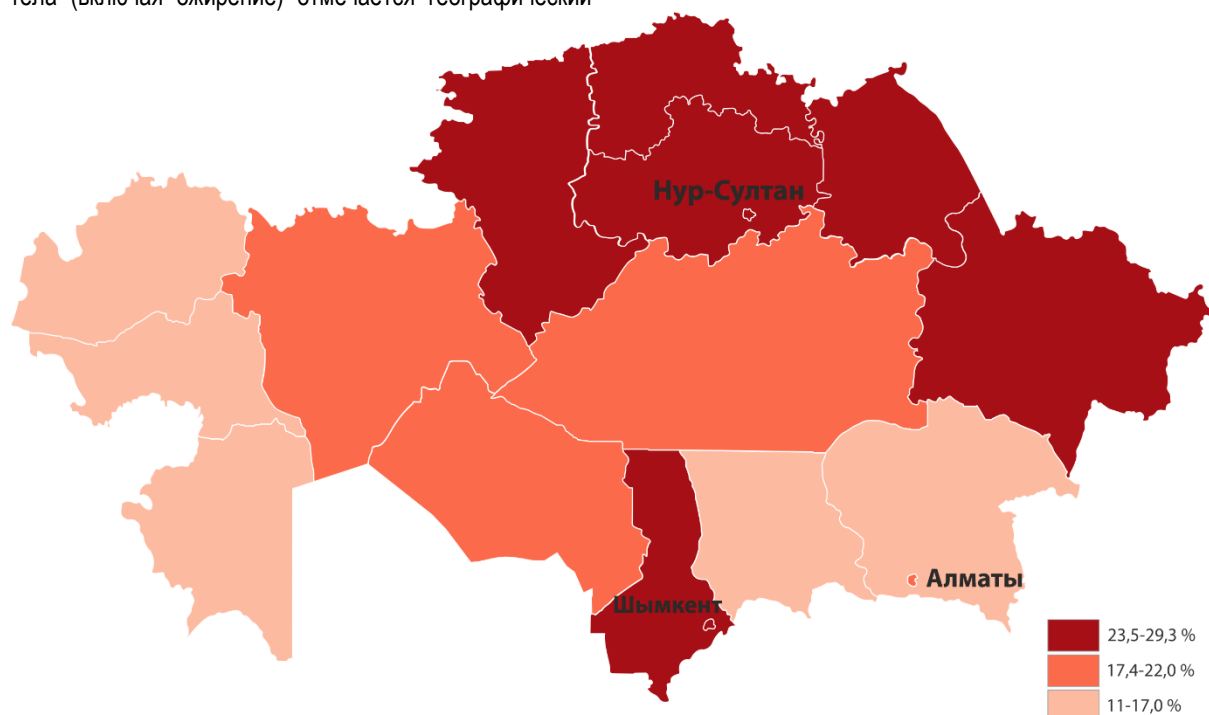 тела (включая ожирение) отмечается географический
Нур-Султан
Алматы
Шымкент
23,5-29,3 %
17,4-22,0 %
11-17,0 %